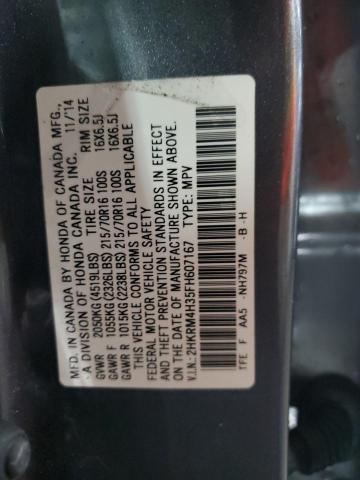 MFD. IN CANADA BY HONDA OF CANADA MFG.,
A DIVISION OF HONDA CANADA INC. 11/14
TIRE SIZE RIM SIZE
GVWR 2050KG(4519LBS)
GAWR F 1055KG(2326LBS) 215/70R16 100S 16X6.5J
GAWR R 1015KG(2238LBS) 215/70R16 100S 16X6.5J
THIS VEHICLE CONFORMS TO ALL APPLICABLE
FEDERAL MOTOR VEHICLE SAFETY
AND THEFT PREVENTION STANDARDS IN EFFECT
ON THE DATE OF MANUFACTURE SHOWN ABOVE.
V.I.N.: 2HKRM4H35FH607167 TYPE: MPV
TFE F AA5 -NH797M -B -H